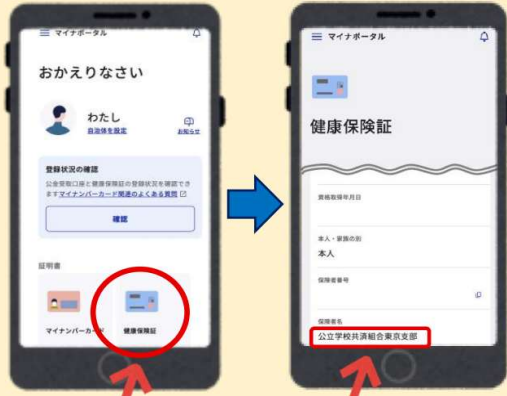 マイナポータル
おかえりなさい
わたし
自治体を設定
お知らせ
登録状況の確認
公金受取口座と健康保険証の登録状況を確認でき
ますマイナンバーカード関連のよくある質問
確認
証明書
マイナンバーカード
健康保険証
マイナポータル
健康保険証
資格取得年月日
本人・家族の別
本人
保険者番号
保険者名
公立学校共済組合東京支部